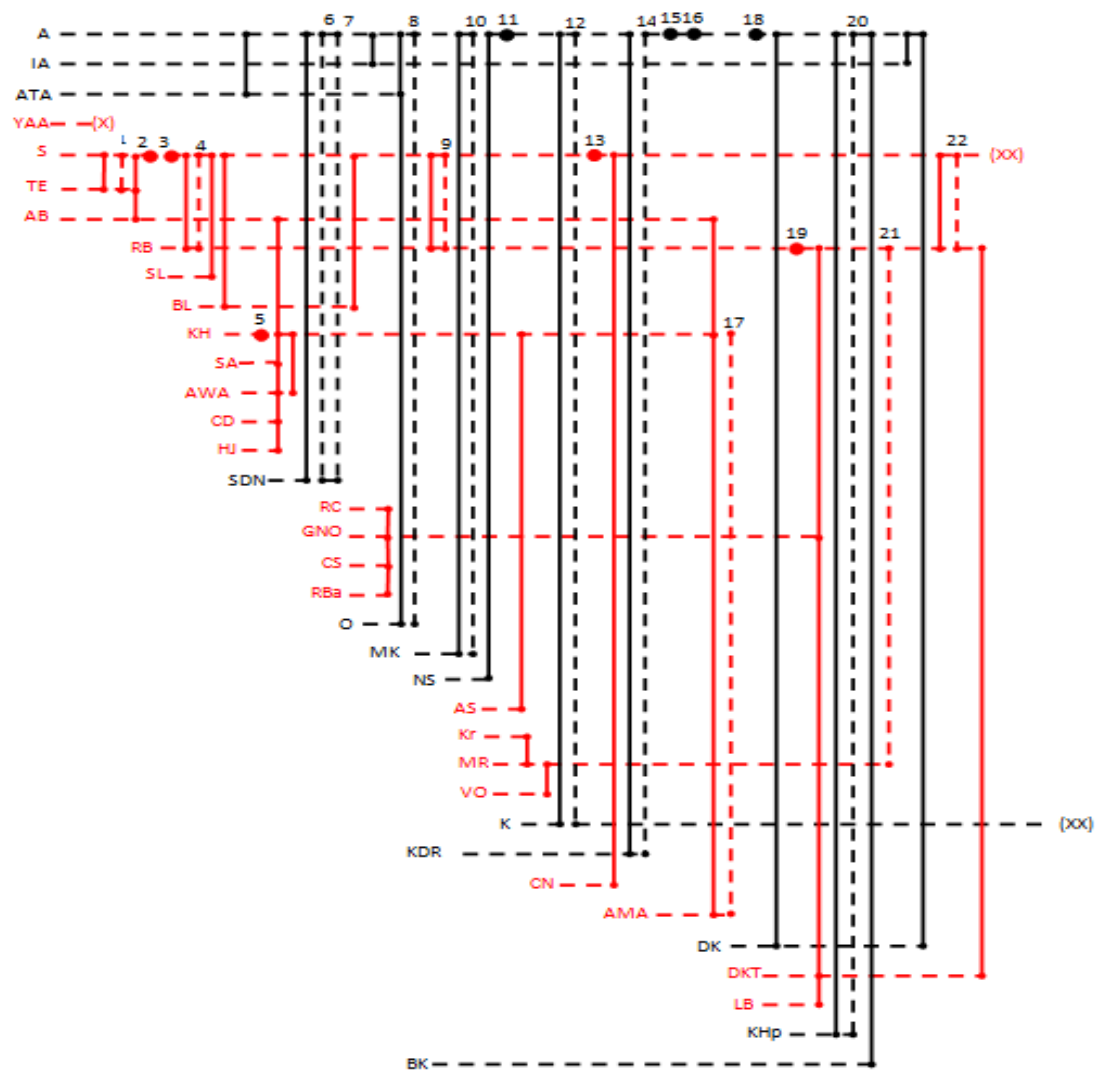 6 7 8 10 11 12 14 15 16 18 20
A
IA
ATA
YAA (X)
1 2 3 4 9 13 22
S (XX)
TE
AB
RB 19 21
SL
BL
KH 5 17
SA
AWA
CD
HJ
SDN
RC
GNO
CS
RBa
O
MK
NS
AS
Kr
MR
VO
K (XX)
KDR
CN
AMA
DK
DKT
LB
KHp
BK